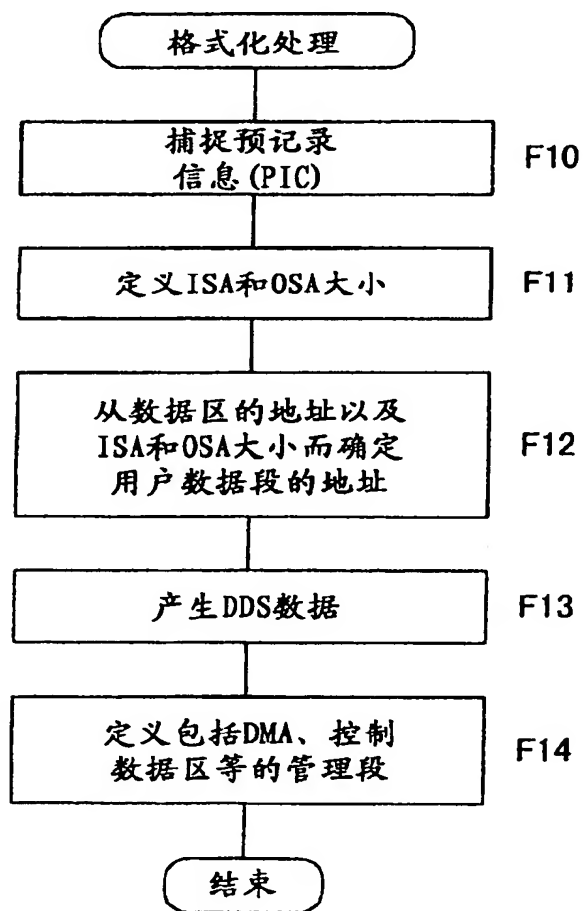 格式化处理
捕捉预记录
信息(PIC)
F10
定义ISA和OSA大小
F11
从数据区的地址以及
ISA和OSA大小而确定
用户数据段的地址
F12
产生DDS数据
F13
定义包括DMA、控制
数据区等的管理段
F14
结束